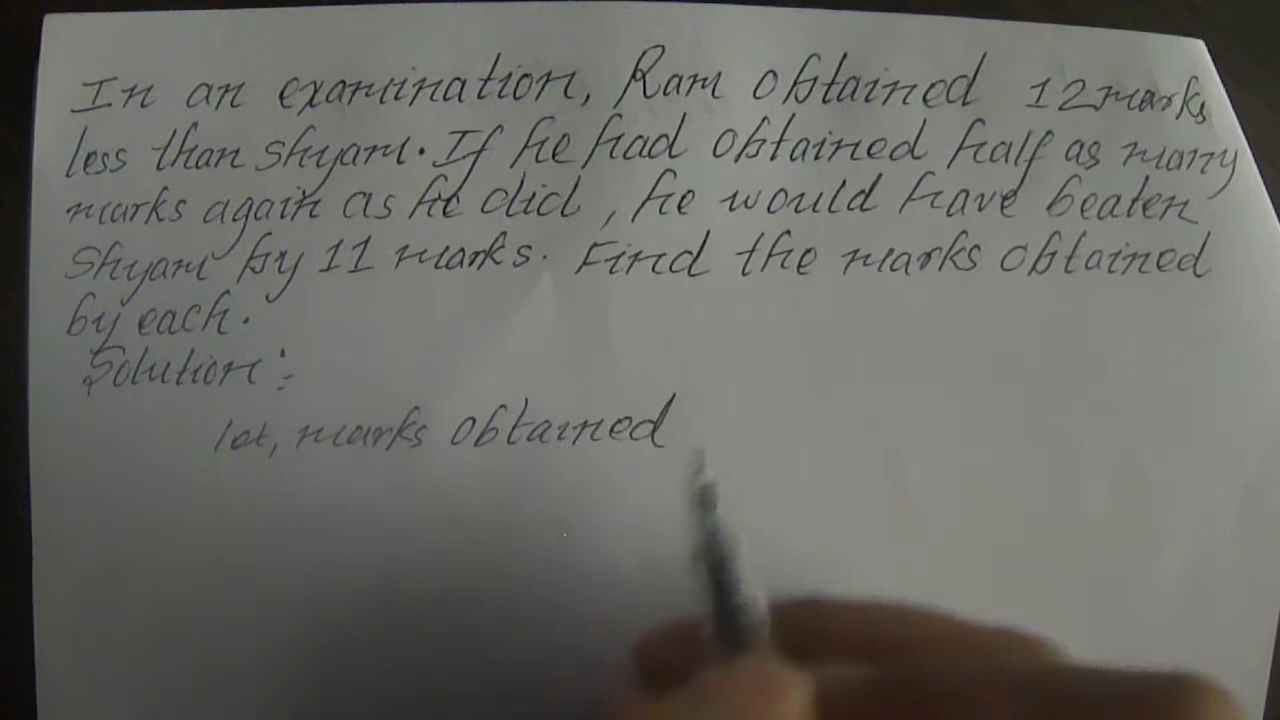 In an examination, Ram obtained 12 marks
less than Shyam. If he had obtained half as many
marks again as he did, he would have beaten
Shyam by 11 marks. Find the marks obtained
by each.
Solution:-
let, marks obtained